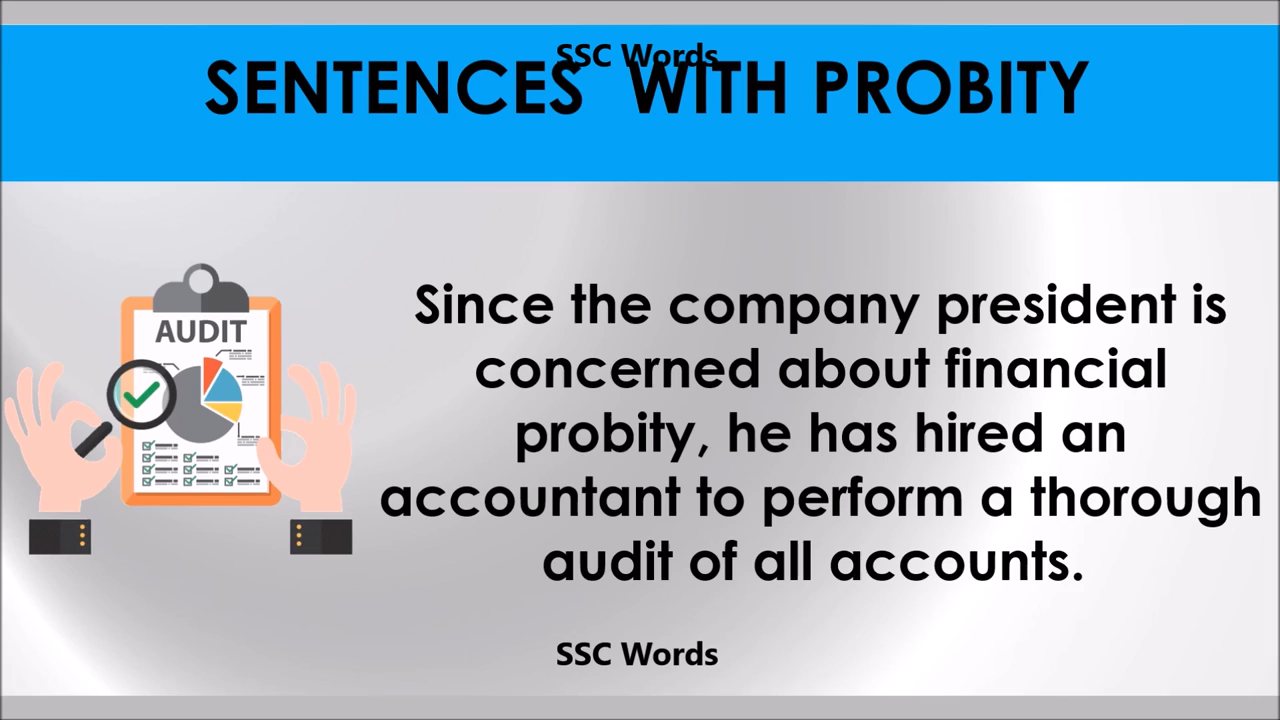 SSC Words
SENTENCES WITH PROBITY
AUDIT
Since the company president is
concerned about financial
probity, he has hired an
accountant to perform a thorough
audit of all accounts.
SSC Words